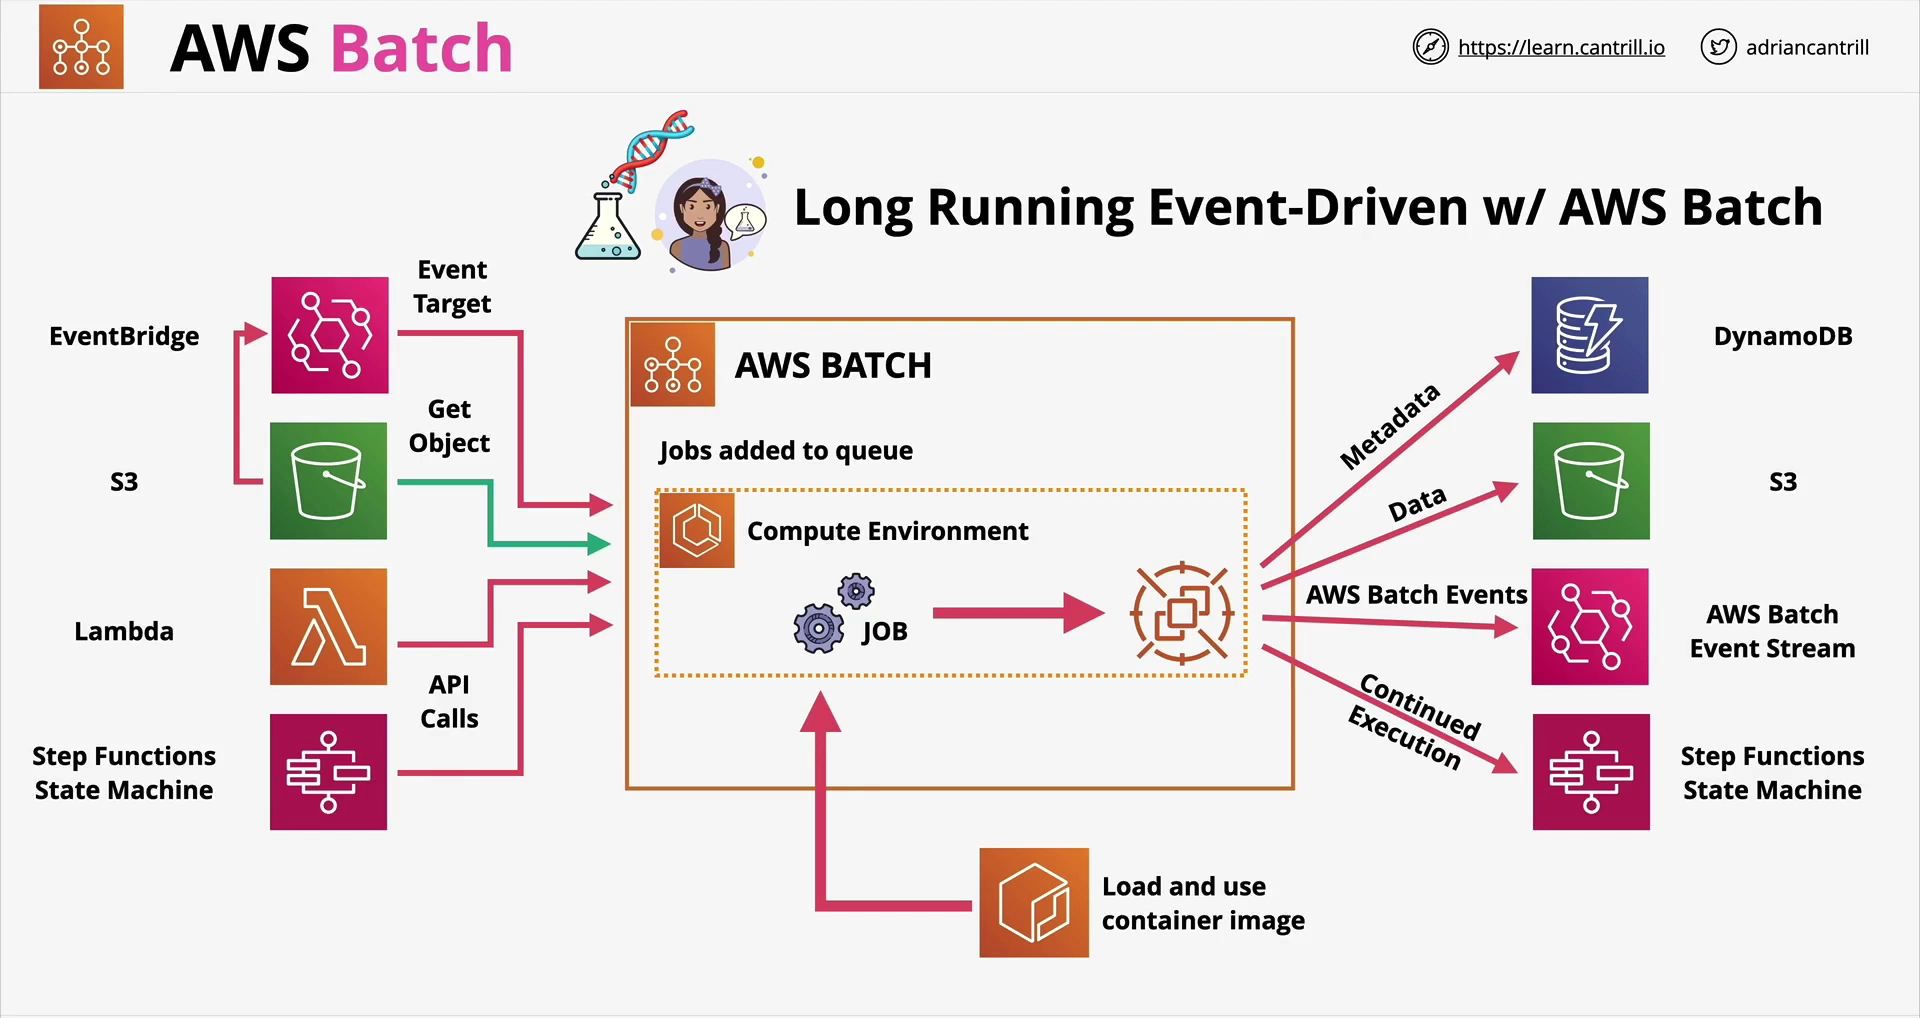 AWS Batch
https://learn.cantrill.io
adriancantrill
Long Running Event-Driven w/ AWS Batch
EventBridge
Event
Target
S3
Get
Object
Lambda
API
Calls
Step Functions
State Machine
AWS BATCH
Jobs added to queue
Compute Environment
JOB
Load and use
container image
Metadata
Data
AWS Batch Events
Continued
Execution
DynamoDB
S3
AWS Batch
Event Stream
Step Functions
State Machine